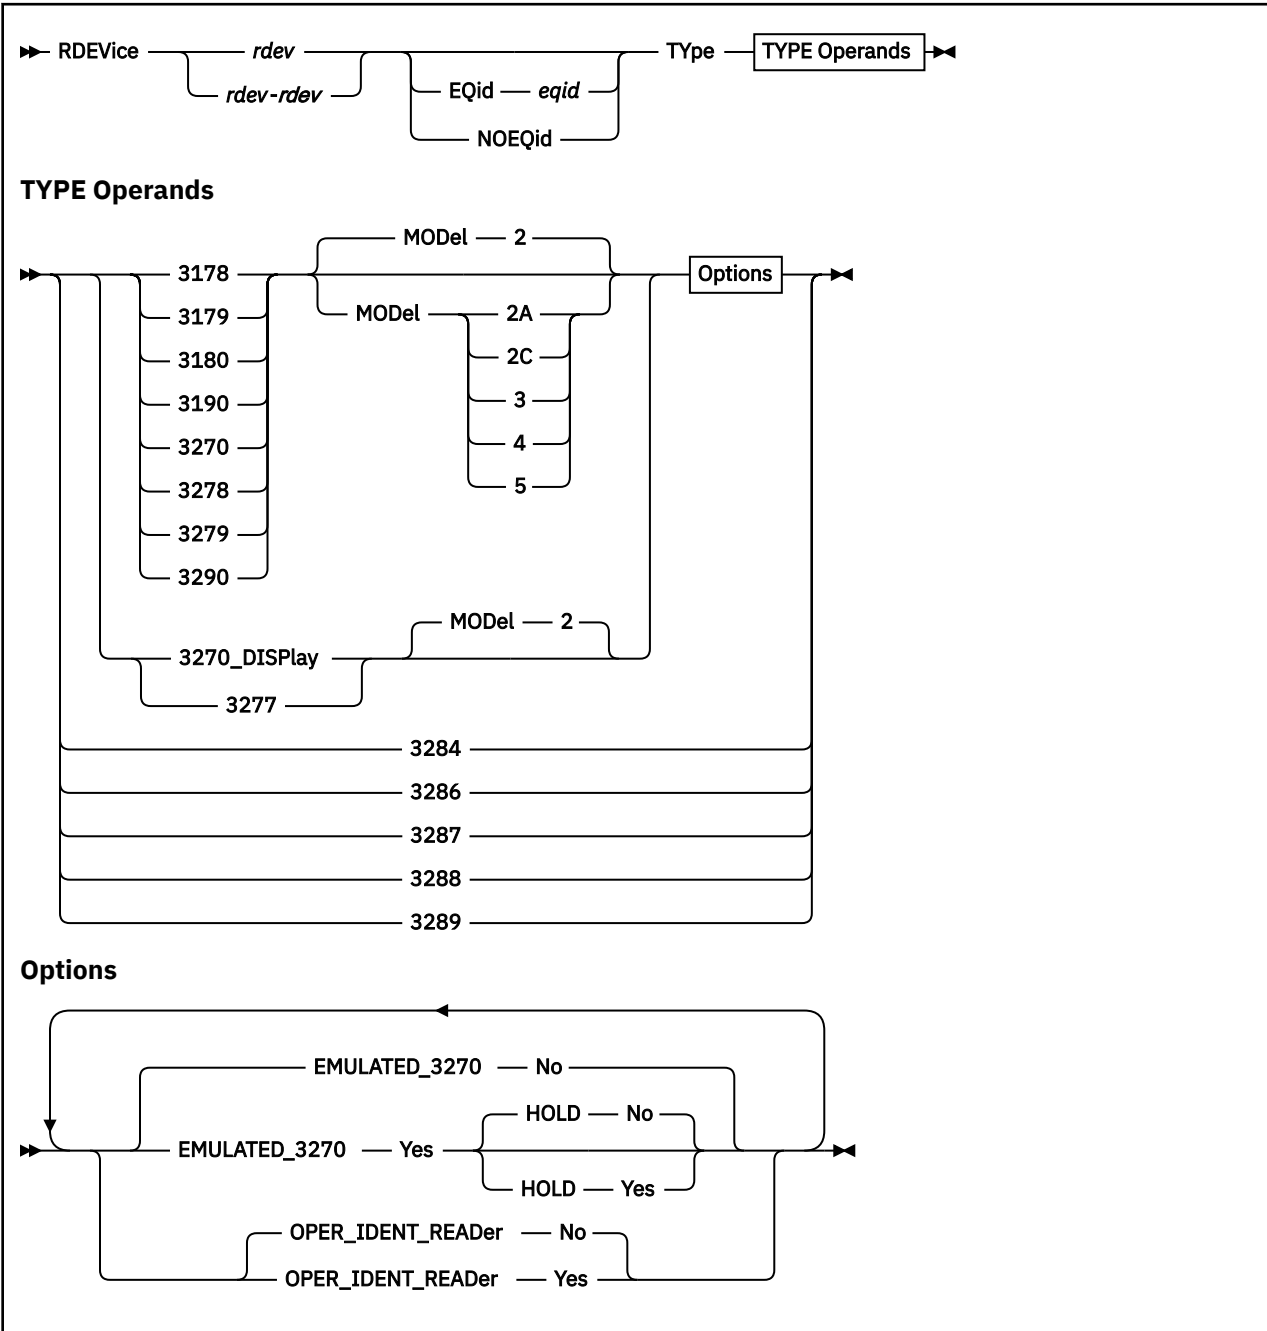 RDEVice rdev EQid eqid NOEQid TYpe TYPE Operands
rdev-rdev
TYPE Operands
MODel 2
3178 Options
3179 MODel 2A
3180 2C
3190 3
3270 4
3278 5
3279
3290
MODel 2
3270_DISPlay
3277
3284
3286
3287
3288
3289
Options
EMULATED_3270 No
HOLD No
EMULATED_3270 Yes
HOLD Yes
OPER_IDENT_READer No
OPER_IDENT_READer Yes